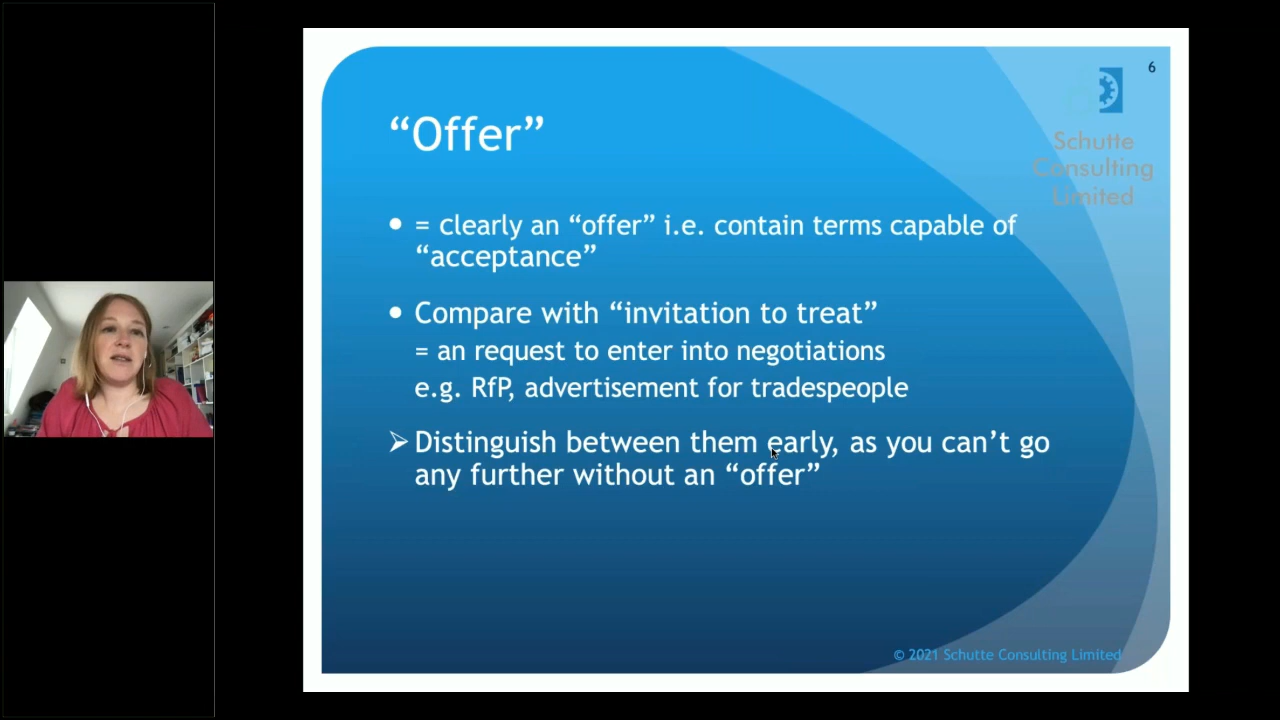 6
Schutte
Consulting
Limited
“Offer”
= clearly an “offer” i.e. contain terms capable of
“acceptance”
Compare with “invitation to treat”
= an request to enter into negotiations
e.g. RfP, advertisement for tradespeople
Distinguish between them early, as you can’t go
any further without an “offer”
© 2021 Schutte Consulting Limited